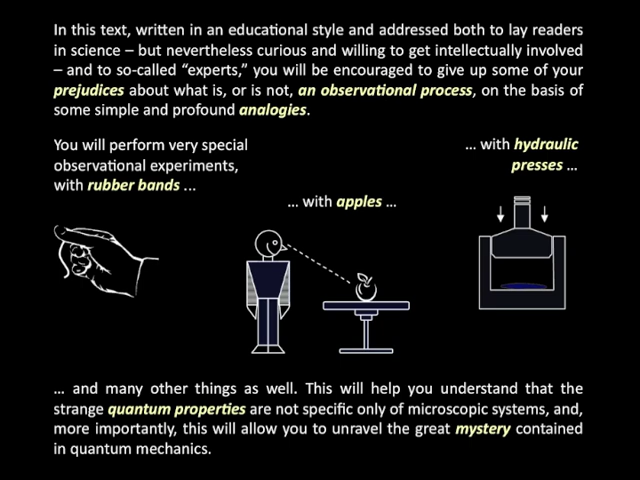 In this text, written in an educational style and addressed both to lay readers
in science – but nevertheless curious and willing to get intellectually involved
– and to so-called “experts,” you will be encouraged to give up some of your
prejudices about what is, or is not, an observational process, on the basis of
some simple and profound analogies.
You will perform very special
observational experiments,
with rubber bands ...
... with apples ...
... with hydraulic
presses ...
... and many other things as well. This will help you understand that the
strange quantum properties are not specific only of microscopic systems, and,
more importantly, this will allow you to unravel the great mystery contained
in quantum mechanics.